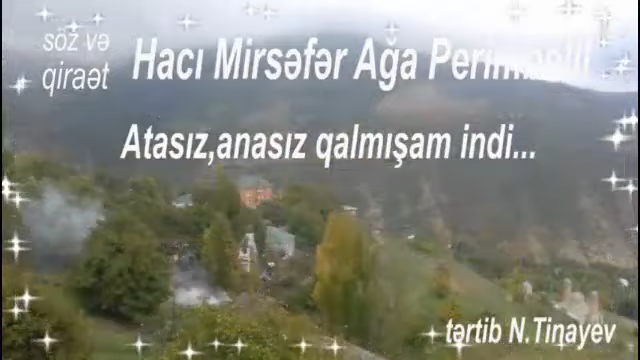 söz və
qiraət
Hacı Mirsəfər Ağa
Atasız,anasız qalmışam indi...
tərtib N.Tinayev